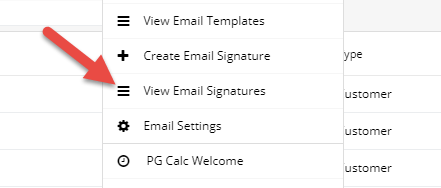 View Email Templates
Create Email Signature
ype
View Email Signatures
ustomer
Email Settings
ustomer
PG Calc Welcome
ustomer